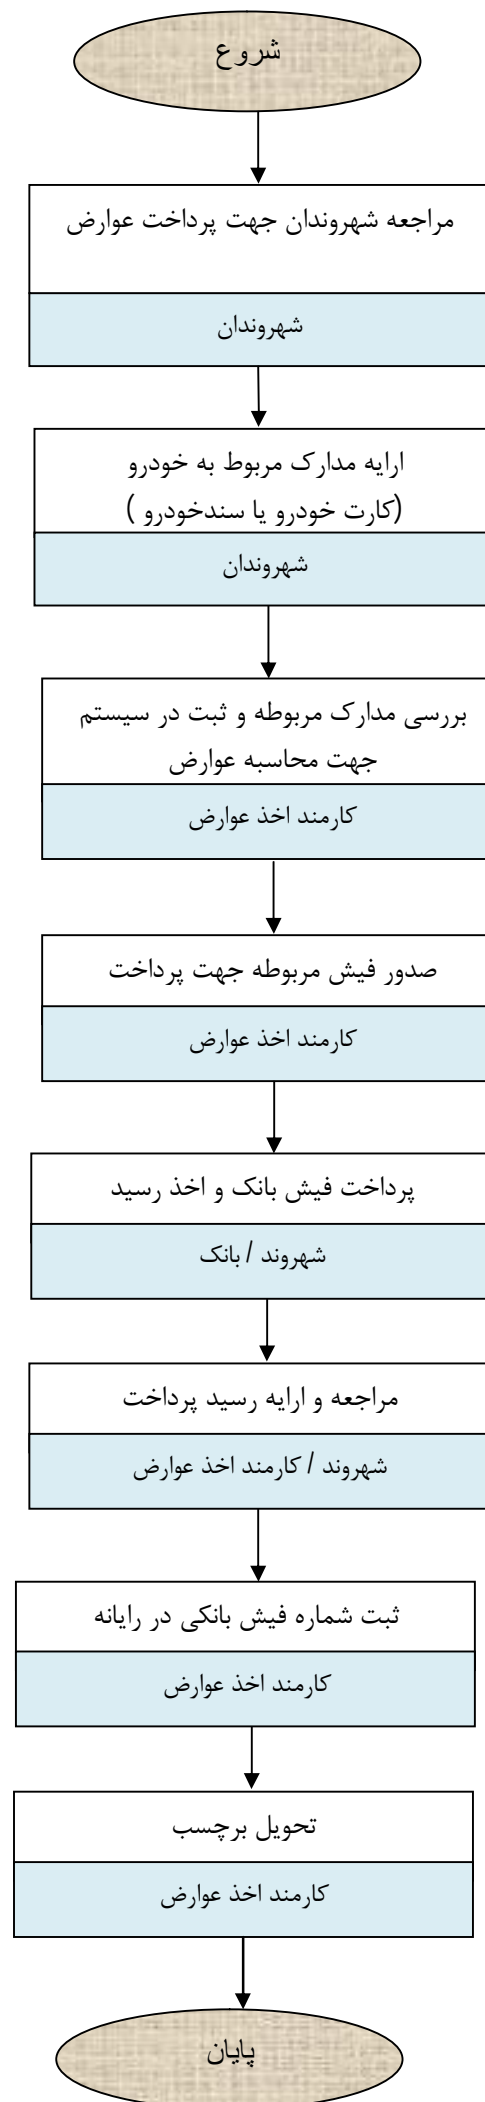 شروع
مراجعه شهروندان جهت پرداخت عوارض
شهروندان
ارایه مدارک مربوط به خودرو
(کارت خودرو یا سندخودرو )
شهروندان
بررسی مدارک مربوطه و ثبت در سیستم
جهت محاسبه عوارض
کارمند اخذ عوارض
صدور فیش مربوطه جهت پرداخت
کارمند اخذ عوارض
پرداخت فیش بانک و اخذ رسید
شهروند / بانک
مراجعه و ارایه رسید پرداخت
شهروند / کارمند اخذ عوارض
ثبت شماره فیش بانکی در رایانه
کارمند اخذ عوارض
تحویل برچسب
کارمند اخذ عوارض
پایان